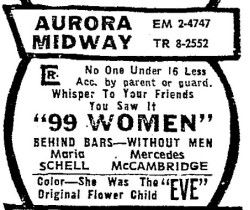 AURORA EM 2-4747
MIDWAY TR 8-2552
R. No One Under 16 Less
Acc. by parent or guard.
Whisper To Your Friends
You Saw It
"99 WOMEN"
BEHIND BARS—WITHOUT MEN
Maria Mercedes
SCHELL McCAMBRIDGE
Color—She Was The "EVE"
Original Flower Child